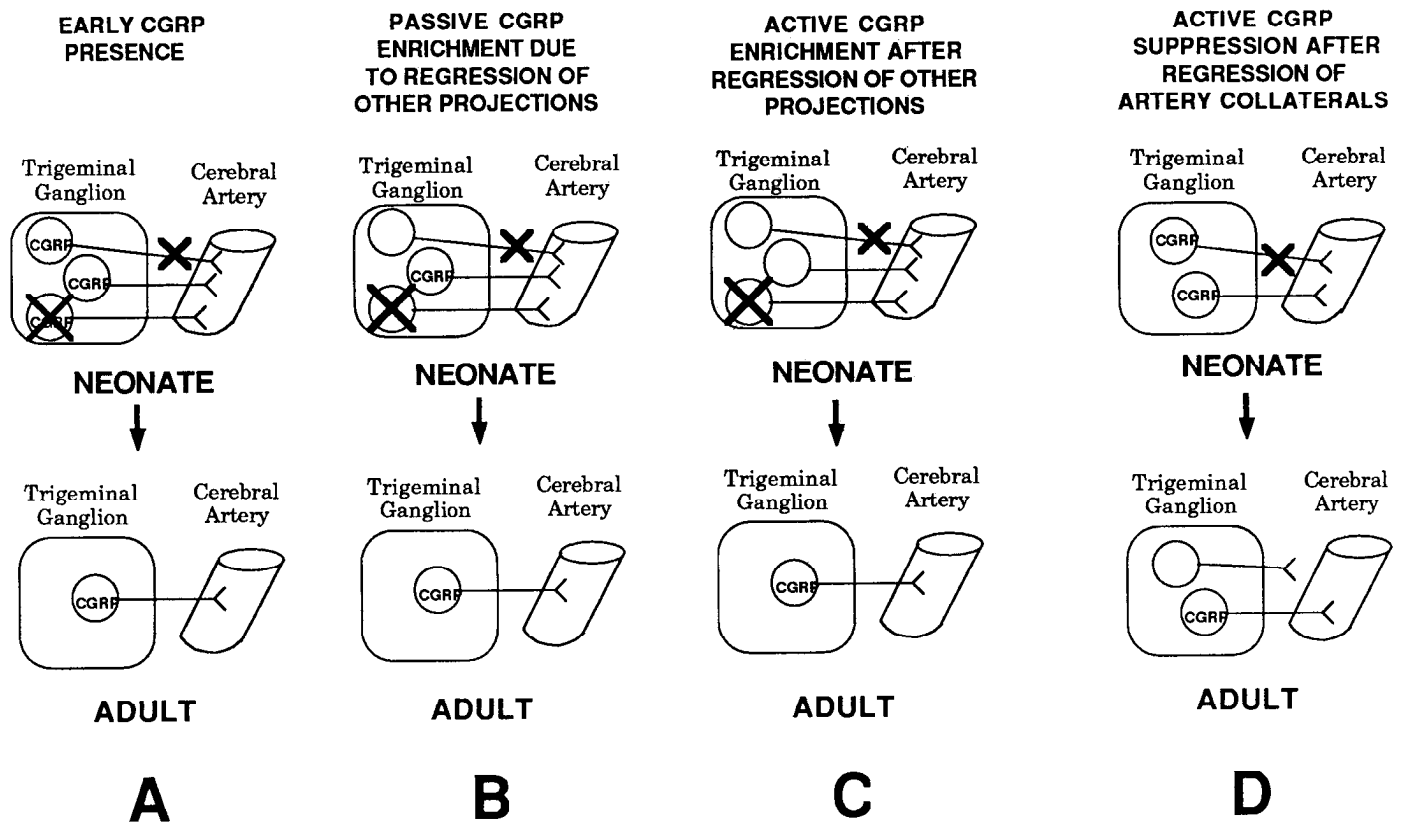 EARLY CGRP
PRESENCE
Trigeminal
Ganglion
Cerebral
Artery
CGRP
CGRP
CGRP
NEONATE
Trigeminal
Ganglion
Cerebral
Artery
CGRP
ADULT
A
PASSIVE CGRP
ENRICHMENT DUE
TO REGRESSION OF
OTHER PROJECTIONS
Trigeminal
Ganglion
Cerebral
Artery
CGRP
NEONATE
Trigeminal
Ganglion
Cerebral
Artery
CGRP
ADULT
B
ACTIVE CGRP
ENRICHMENT AFTER
REGRESSION OF OTHER
PROJECTIONS
Trigeminal
Ganglion
Cerebral
Artery
NEONATE
Trigeminal
Ganglion
Cerebral
Artery
CGRP
ADULT
C
ACTIVE CGRP
SUPPRESSION AFTER
REGRESSION OF
ARTERY COLLATERALS
Trigeminal
Ganglion
Cerebral
Artery
CGRP
CGRP
NEONATE
Trigeminal
Ganglion
Cerebral
Artery
CGRP
ADULT
D